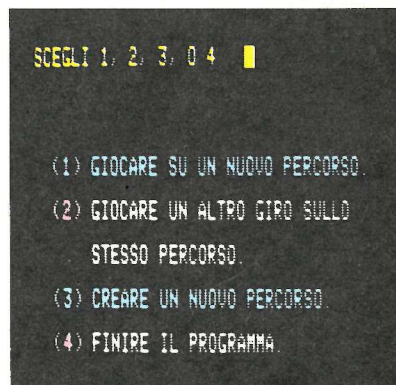 SCEGLI 1, 2, 3, O 4
(1) GIOCARE SU UN NUOVO PERCORSO.
(2) GIOCARE UN ALTRO GIRO SULLO
STESSO PERCORSO.
(3) CREARE UN NUOVO PERCORSO.
(4) FINIRE IL PROGRAMMA.